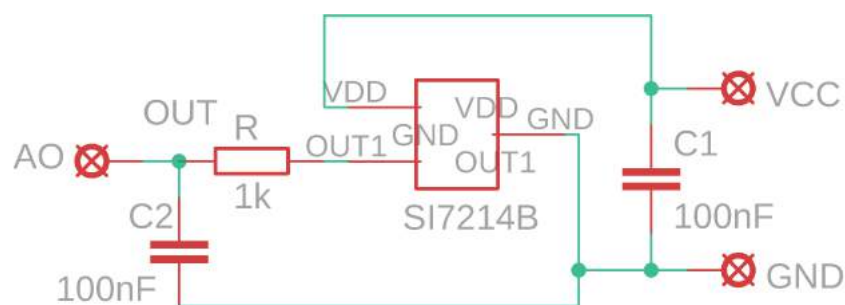 VDD
VDD
VCC
OUT
R
GND
GND
C1
AO
OUT1
OUT1
1k
C2
SI7214B
100nF
100nF
GND